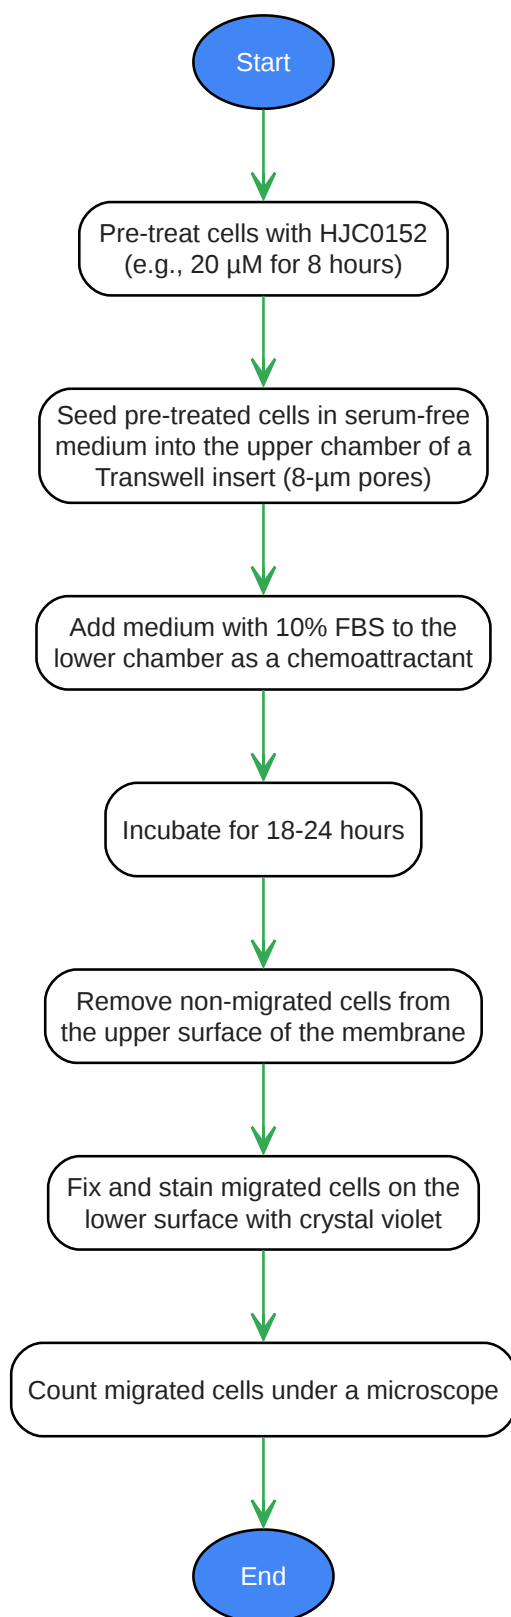 Start
Pre-treat cells with HJC0152
(e.g., 20 µM for 8 hours)
Seed pre-treated cells in serum-free
medium into the upper chamber of a
Transwell insert (8-µm pores)
Add medium with 10% FBS to the
lower chamber as a chemoattractant
Incubate for 18-24 hours
Remove non-migrated cells from
the upper surface of the membrane
Fix and stain migrated cells on the
lower surface with crystal violet
Count migrated cells under a microscope
End